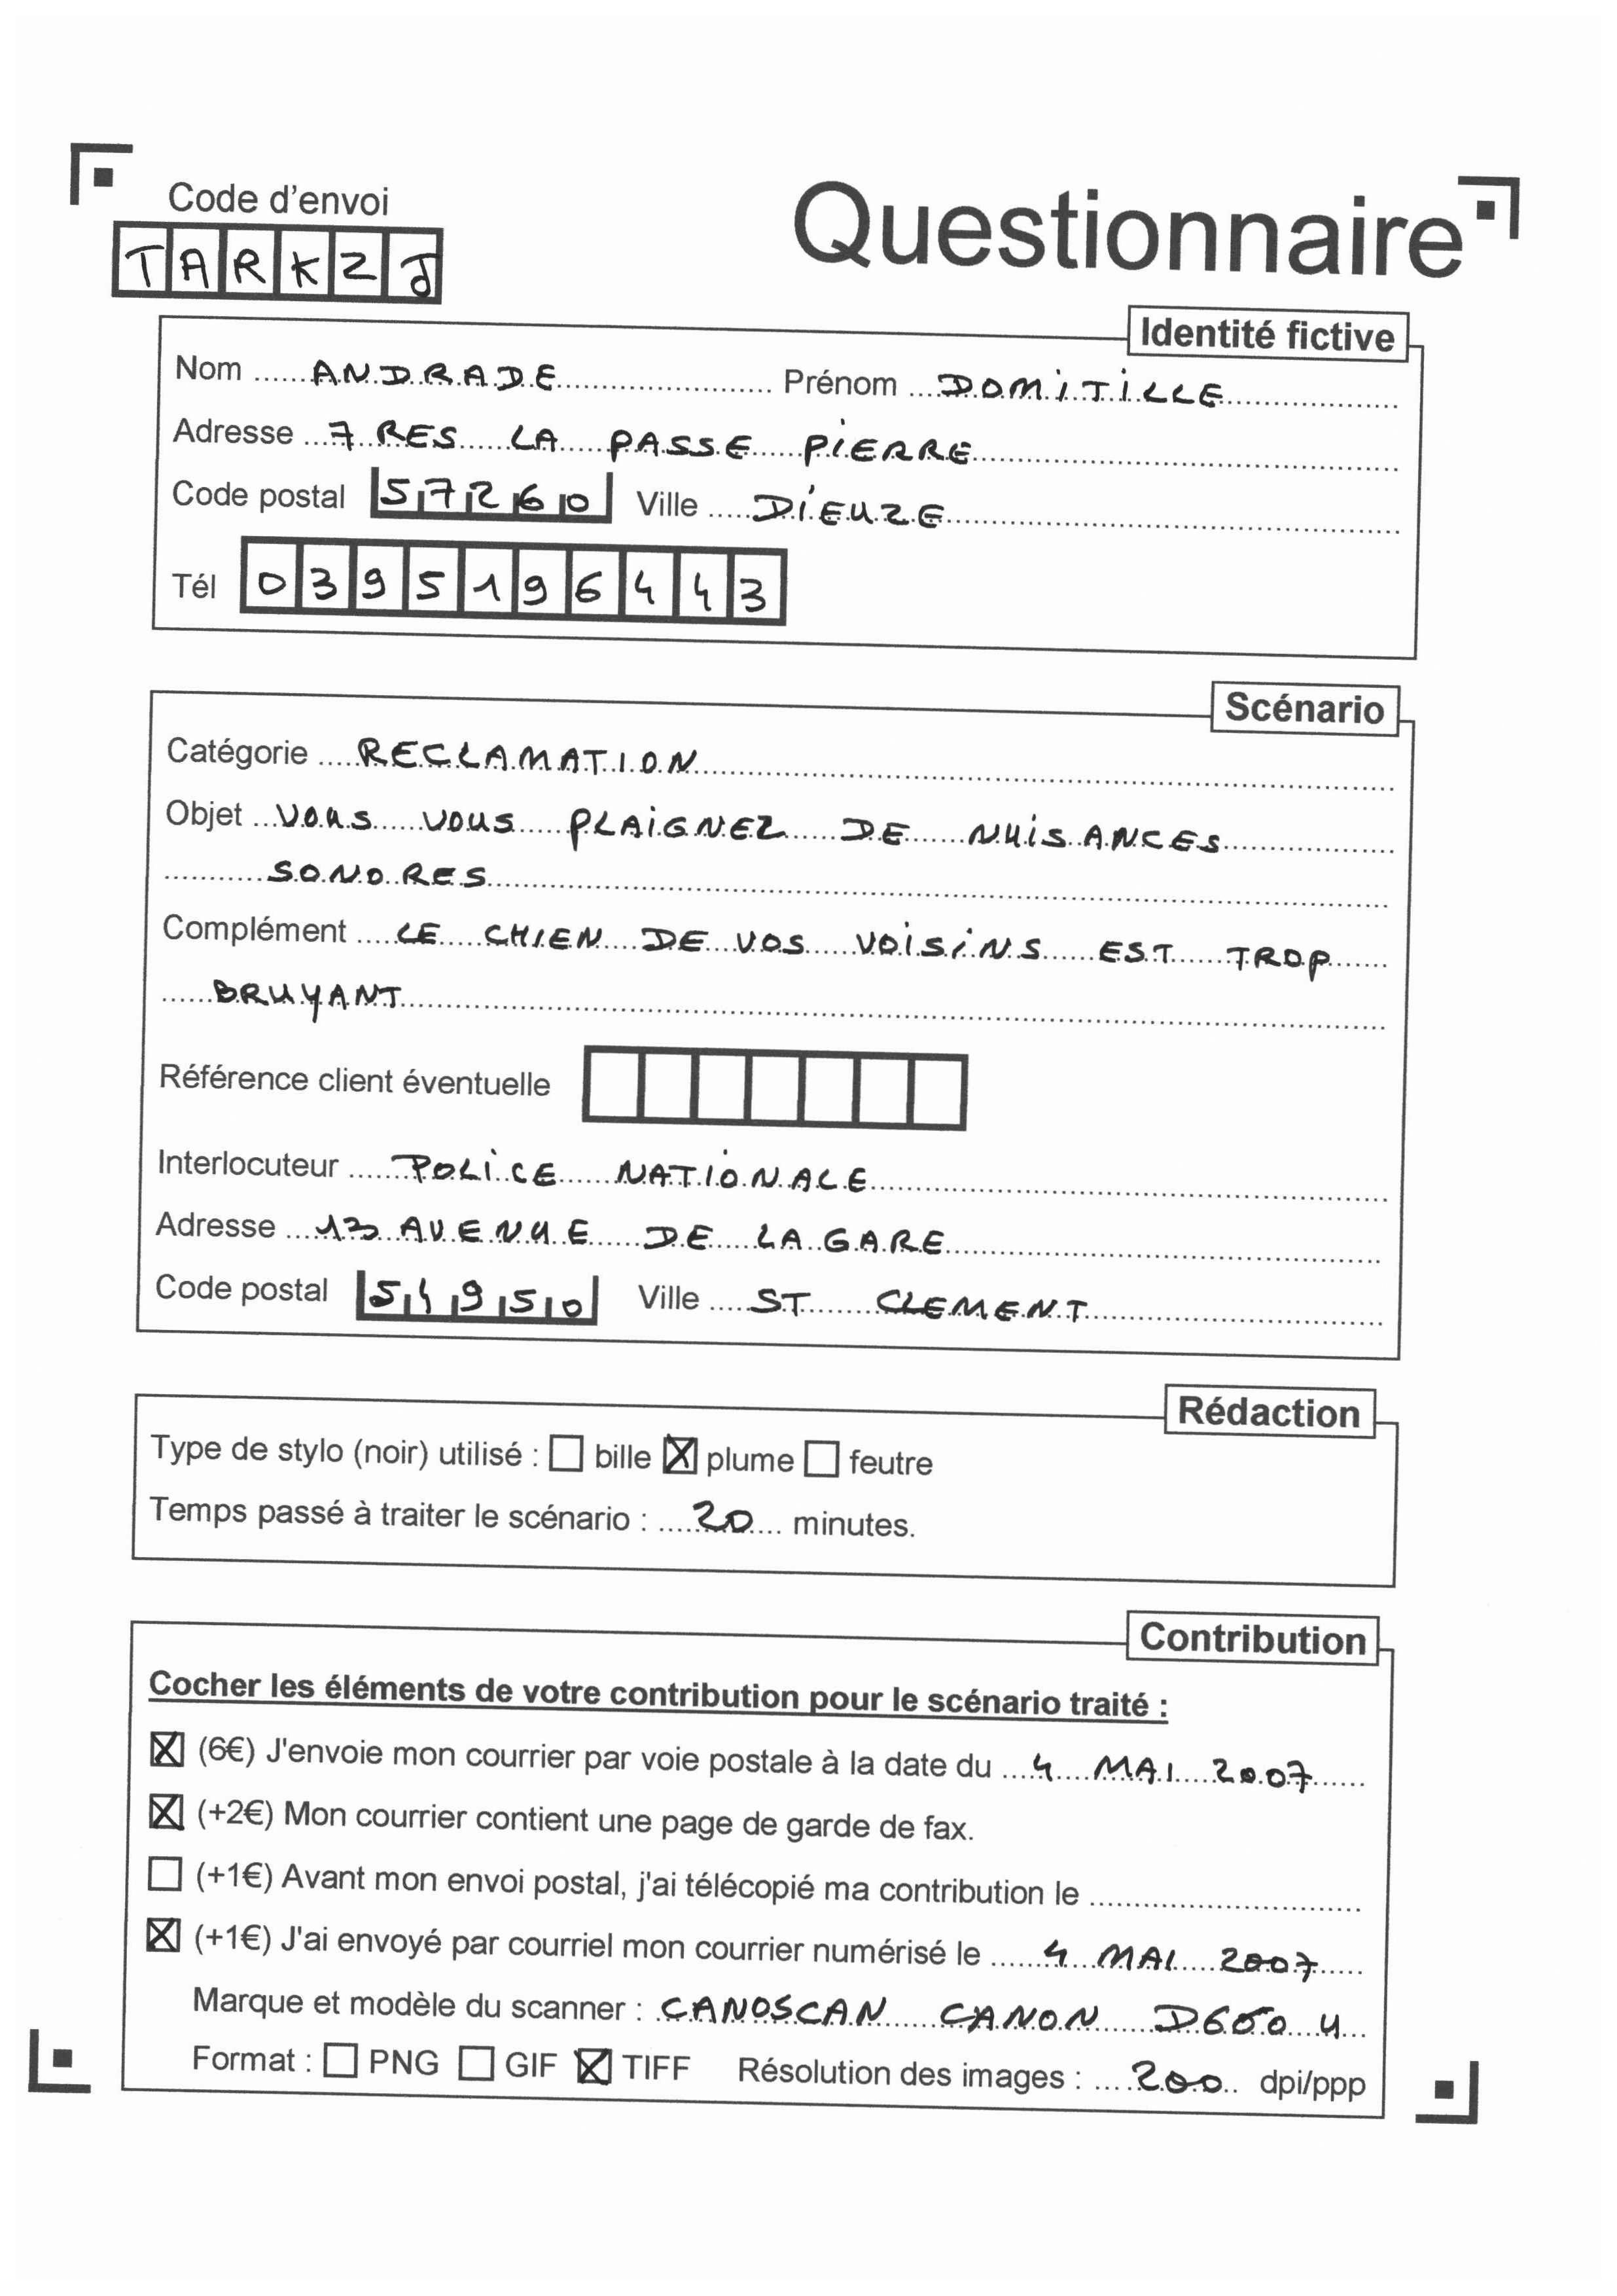 Code d'envoi
Questionnaire
TARKZJ
Identité fictive
Nom ANDRADE Prénom DOMITILLE
Adresse 7 RES LA PASSE PIERRE
Code postal 57260 Ville DIEUZE
Tél 0395196443
Scénario
Catégorie RECLAMATION
Objet VOUS VOUS PLAIGNEZ DE NUISANCES
SONORES
Complément LE CHIEN DE VOS VOISINS EST TROP
BRUYANT
Référence client éventuelle
Interlocuteur POLICE NATIONALE
Adresse 13 AVENUE DE LA GARE
Code postal 54950 Ville ST CLEMENT
Rédaction
Type de stylo (noir) utilisé : ☐ bille ☒ plume ☐ feutre
Temps passé à traiter le scénario : 20 minutes.
Contribution
Cocher les éléments de votre contribution pour le scénario traité :
☒ (6€) J'envoie mon courrier par voie postale à la date du 4 MAI 2007
☒ (+2€) Mon courrier contient une page de garde de fax.
☐ (+1€) Avant mon envoi postal, j'ai télécopié ma contribution le
☒ (+1€) J'ai envoyé par courriel mon courrier numérisé le 4 MAI 2007
Marque et modèle du scanner : CANOSCAN CANON D660 U
Format : ☐ PNG ☐ GIF ☒ TIFF Résolution des images : 200 dpi/ppp